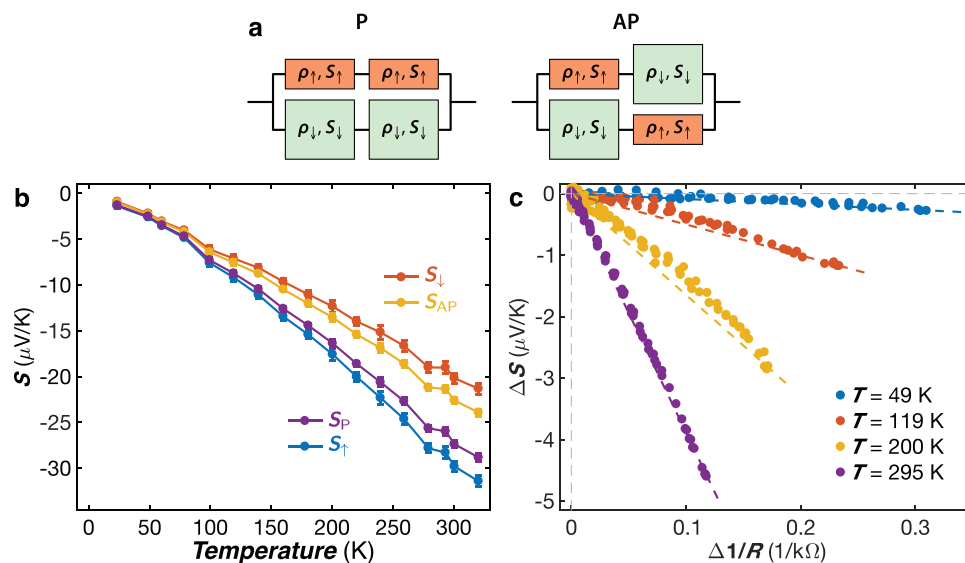 a
P
AP
ρ↑, S↑
ρ↑, S↑
ρ↓, S↓
ρ↓, S↓
ρ↑, S↑
ρ↓, S↓
ρ↓, S↓
ρ↑, S↑
b
0
-5
-10
-15
-20
-25
-30
S (μV/K)
S↓
S_AP
S_P
S↑
0
50
100
150
200
250
300
Temperature (K)
c
0
-1
-2
-3
-4
-5
ΔS (μV/K)
T = 49 K
T = 119 K
T = 200 K
T = 295 K
0
0.1
0.2
0.3
Δ1/R (1/kΩ)